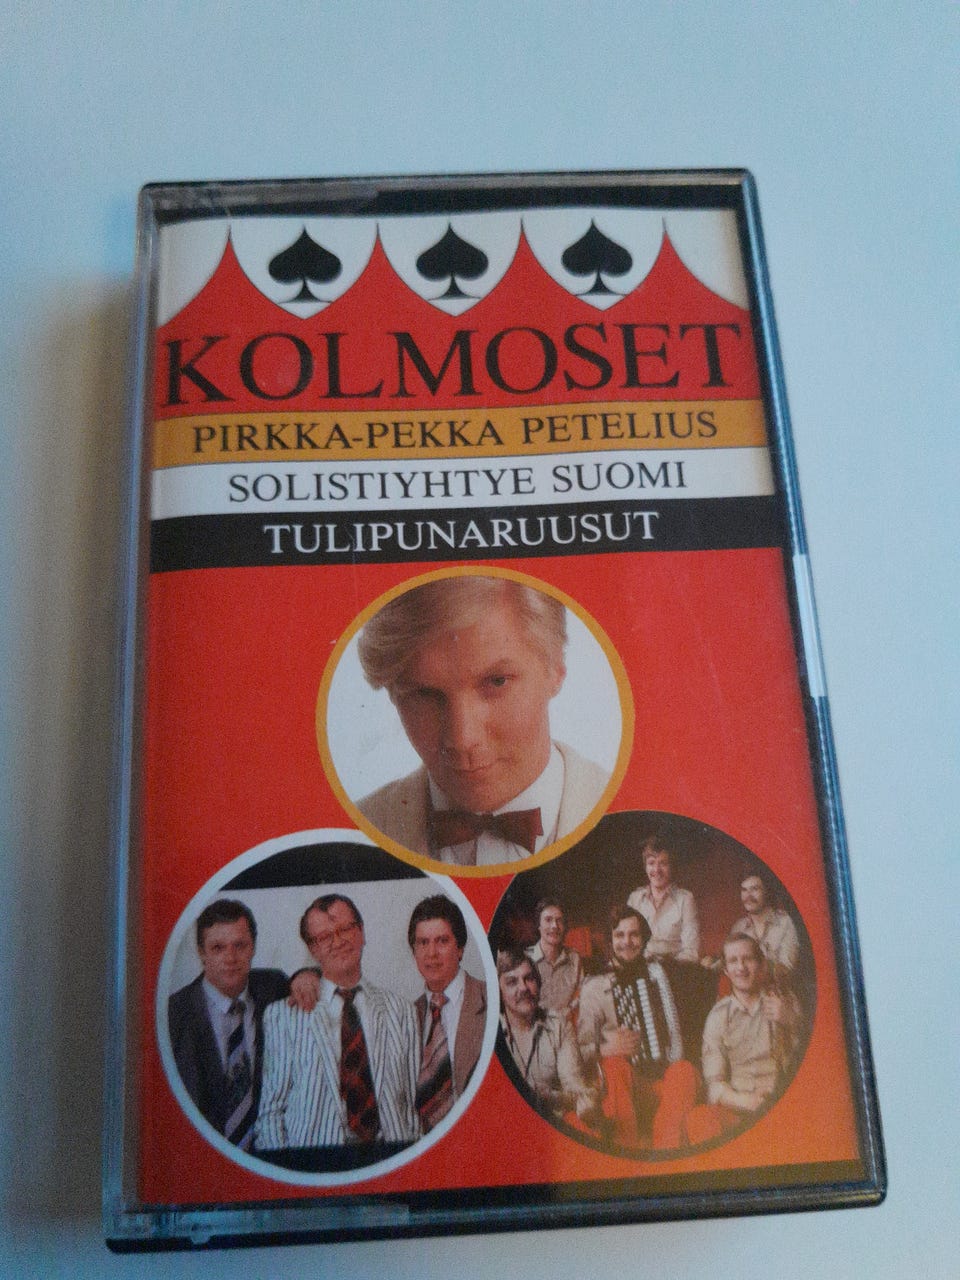 KOLMOSET
PIRKKA-PEKKA PETELIUS
SOLISTIYHTYE SUOMI
TULIPUNARUUSUT